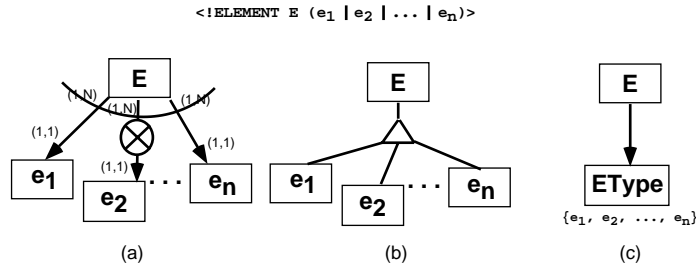 <!ELEMENT E (e1 | e2 | ... | en)>
E
(1,N) (1,N) (1,N)
(1,1) (1,1) (1,1)
e1 e2 ... en
(a)
E
e1 e2 ... en
(b)
E
EType
{e1, e2, ..., en}
(c)